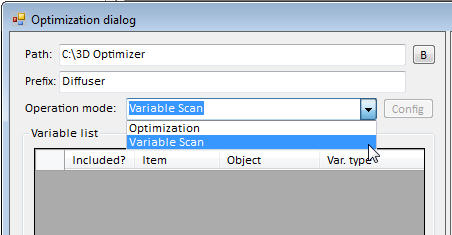 Optimization dialog
Path: C:\3D Optimizer B
Prefix: Diffuser
Operation mode: Variable Scan Config
Optimization
Variable Scan
Variable list
Included? Item Object Var. type